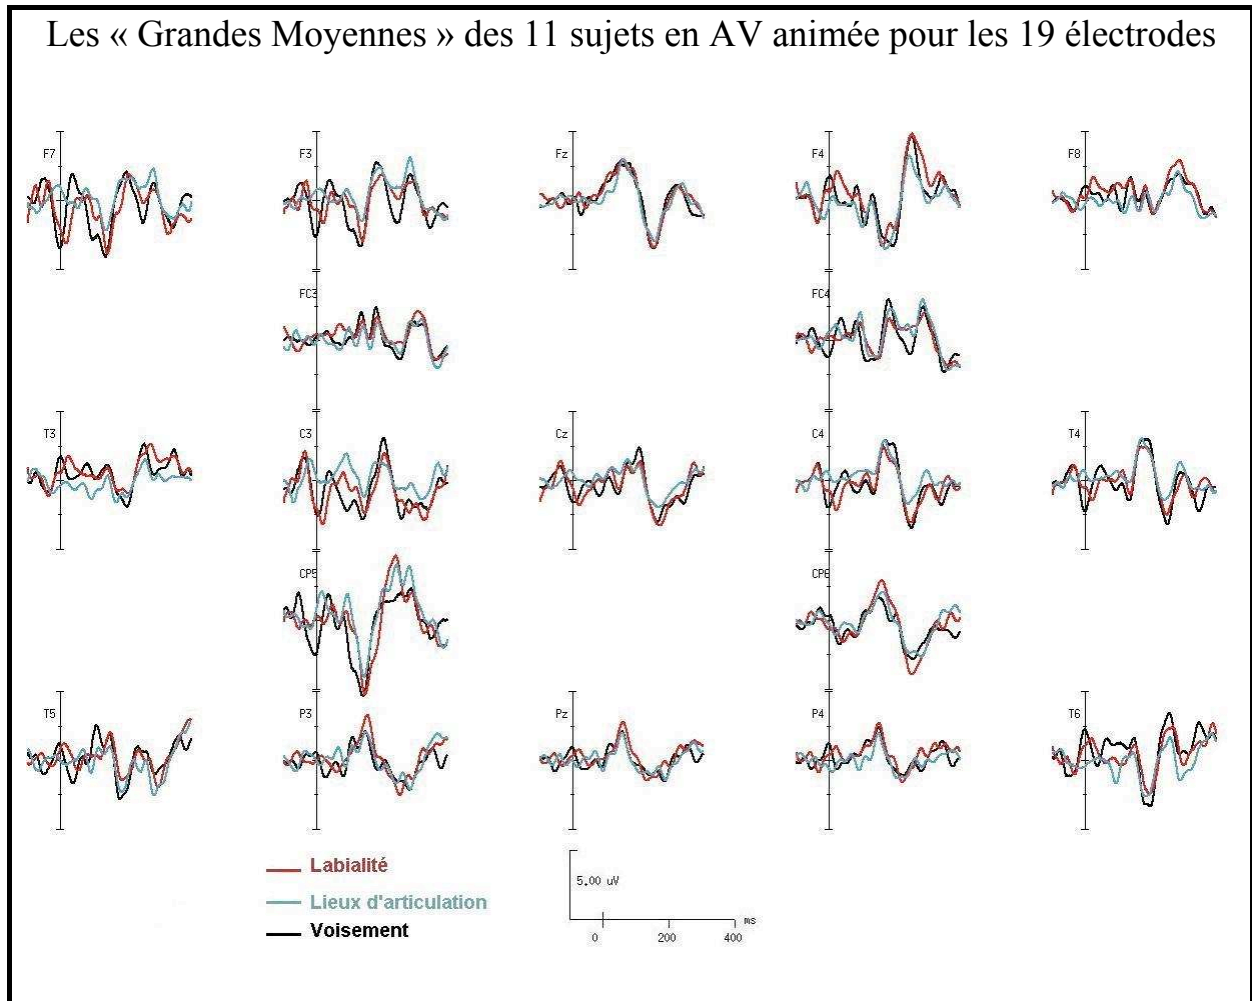 Les « Grandes Moyennes » des 11 sujets en AV animée pour les 19 électrodes
F7 F3 Fz F4 F8
FC3 FC4
T3 C3 Cz C4 T4
CP5 CP6
T5 P3 Pz P4 T6
Labialité
Lieux d'articulation
Voisement
5.00 uV
ms
0 200 400